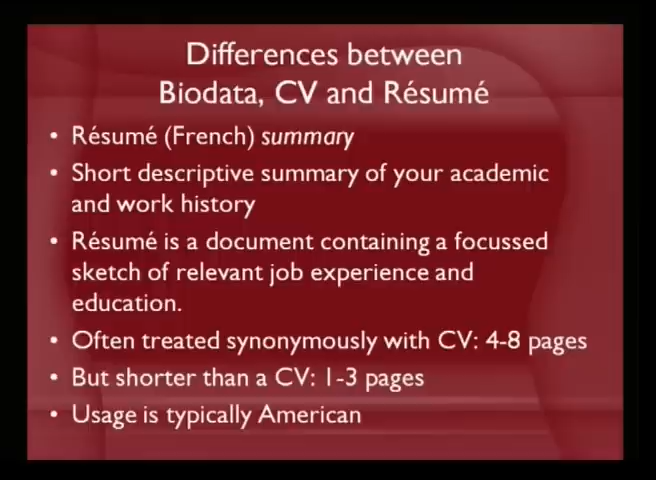 Differences between
Biodata, CV and Résumé
• Résumé (French) summary
• Short descriptive summary of your academic
and work history
• Résumé is a document containing a focussed
sketch of relevant job experience and
education.
• Often treated synonymously with CV: 4-8 pages
• But shorter than a CV: 1-3 pages
• Usage is typically American